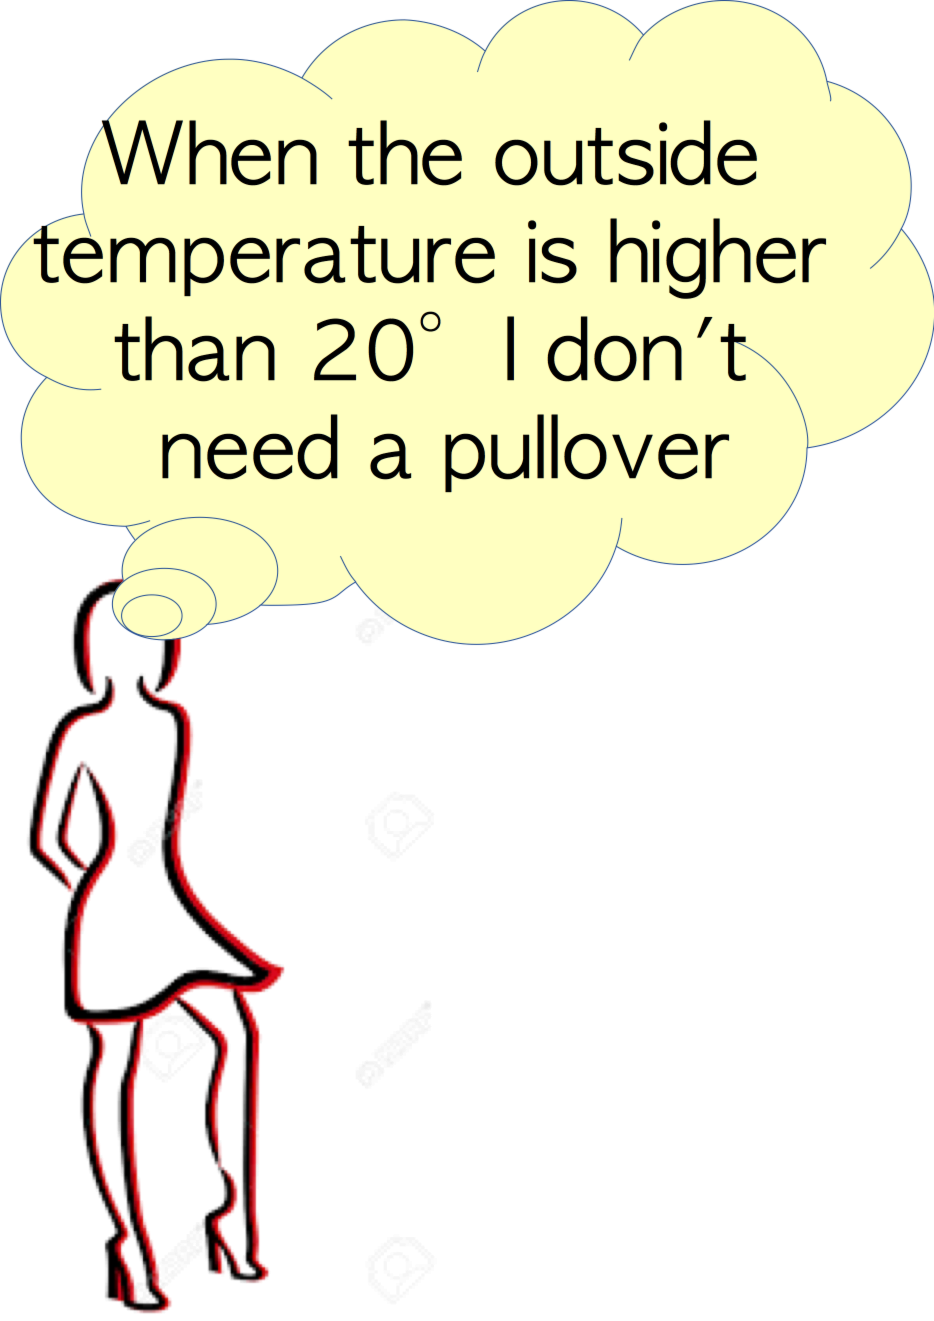 When the outside
temperature is higher
than 20° I don't
need a pullover